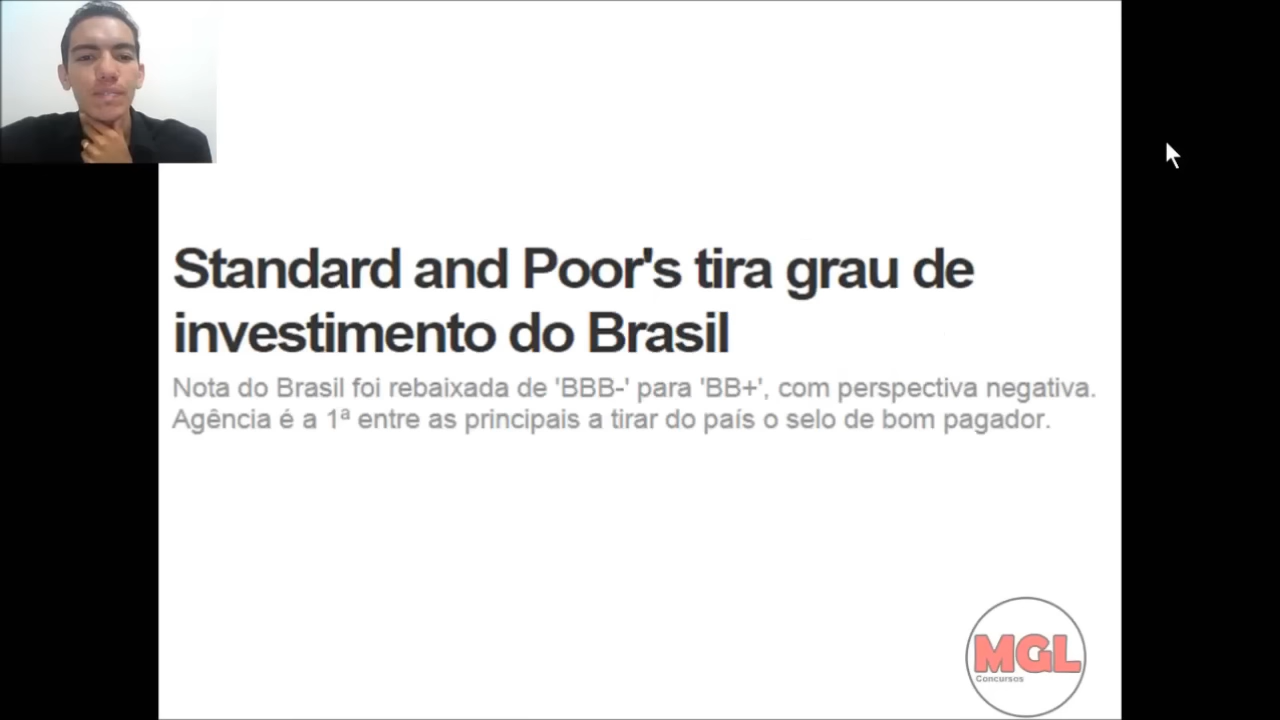 Standard and Poor's tira grau de
investimento do Brasil
Nota do Brasil foi rebaixada de 'BBB-' para 'BB+', com perspectiva negativa.
Agência é a 1ª entre as principais a tirar do país o selo de bom pagador.
MGL
Concursos